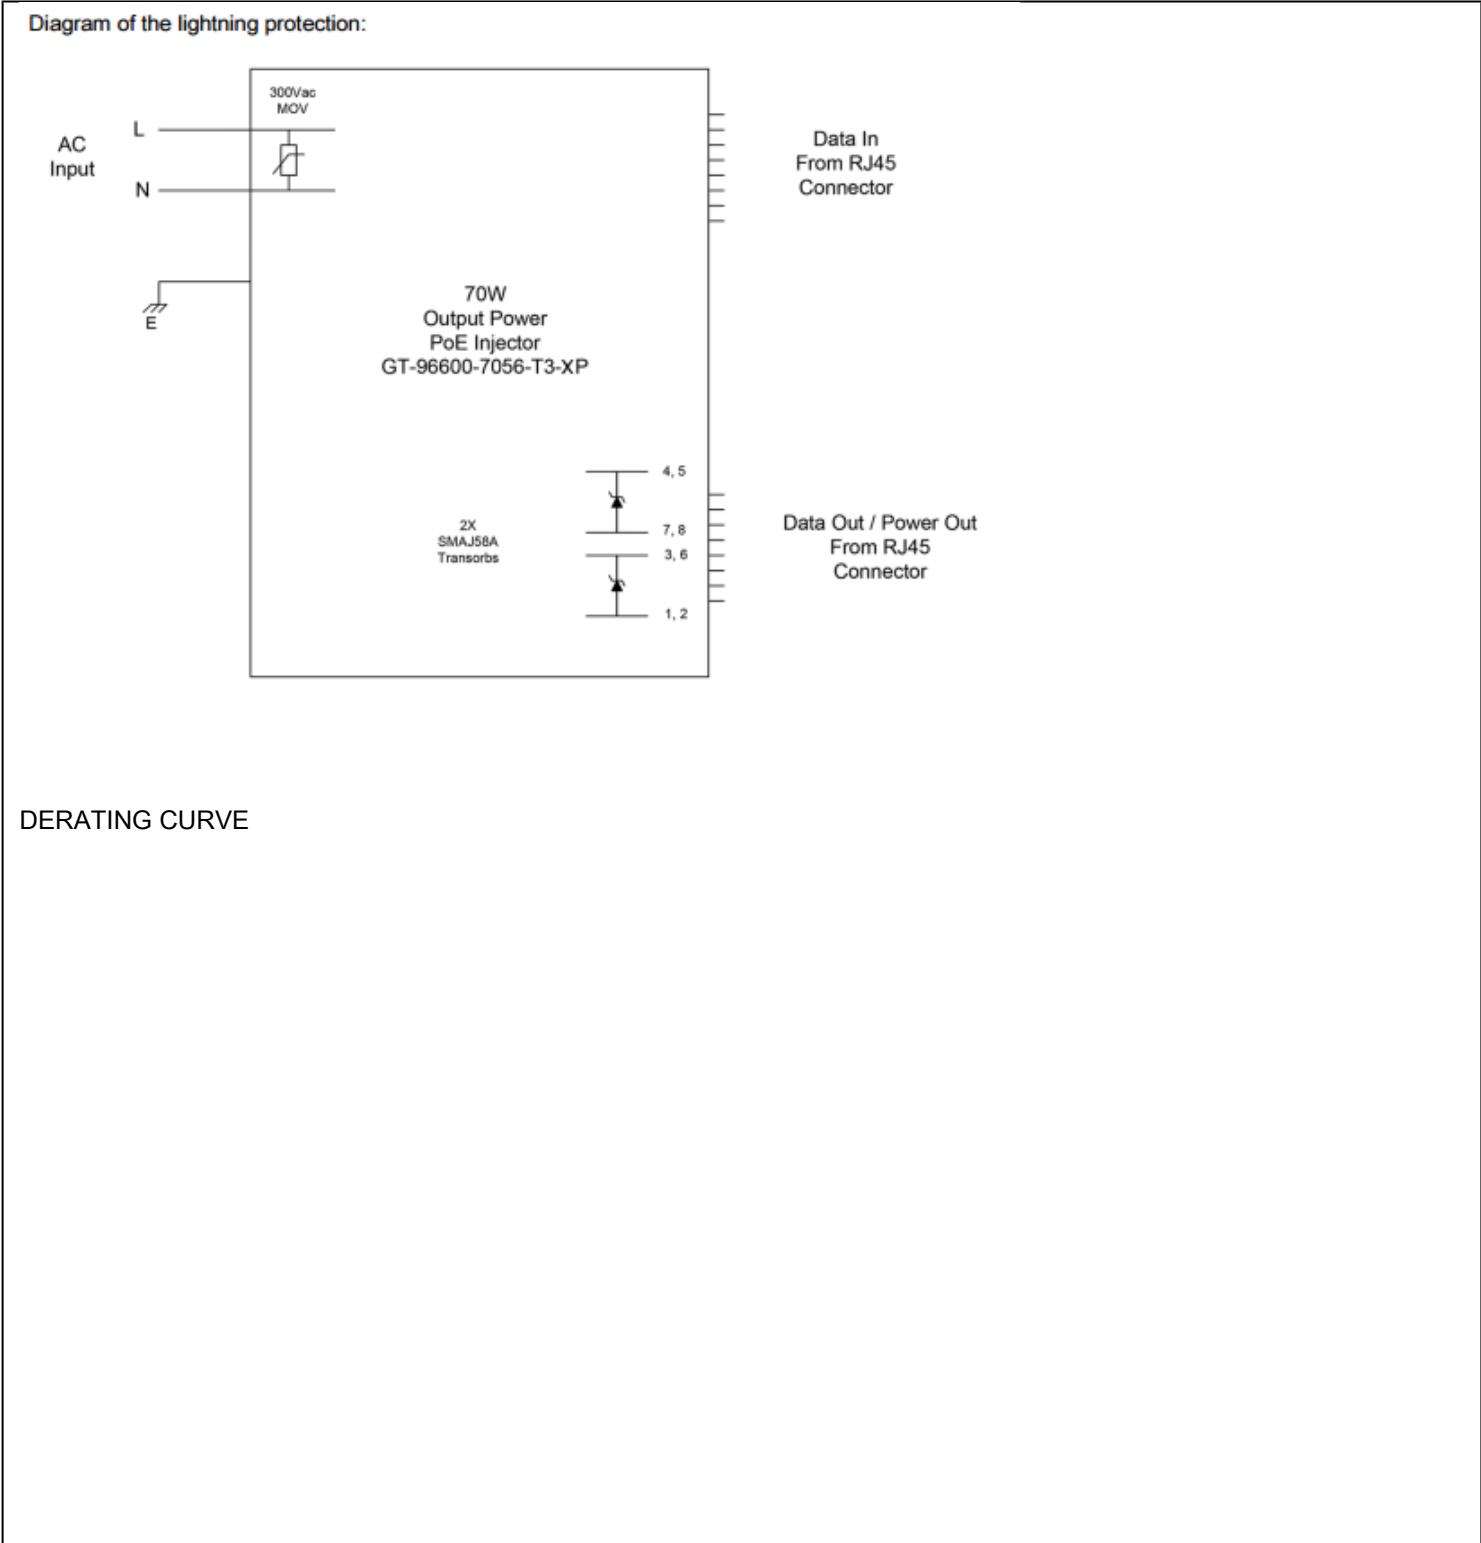 Diagram of the lightning protection:
300Vac
MOV
L
AC
Input
N
E
Data In
From RJ45
Connector
70W
Output Power
PoE Injector
GT-96600-7056-T3-XP
2X
SMAJ58A
Transorbs
4, 5
7, 8
3, 6
1, 2
Data Out / Power Out
From RJ45
Connector
DERATING CURVE